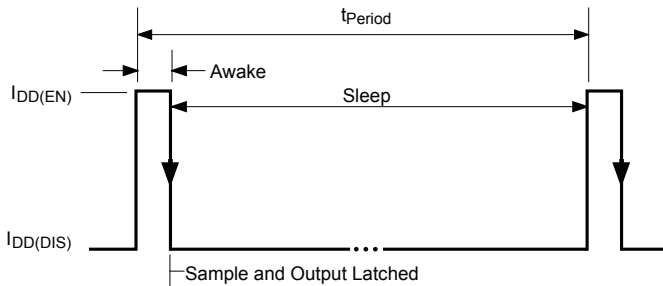 tPeriod
Awake
IDD(EN)
Sleep
IDD(DIS)
Sample and Output Latched